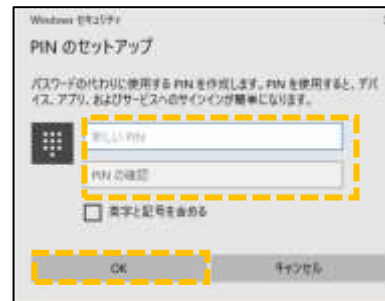 Windows セキュリティ
PIN のセットアップ
パスワードの代わりに使用する PIN を作成します。PIN を使用すると、デバ
イス、アプリ、およびサービスへのサインインが簡単になります。
新しい PIN
PIN の確認
英字と記号を含める
OK
キャンセル